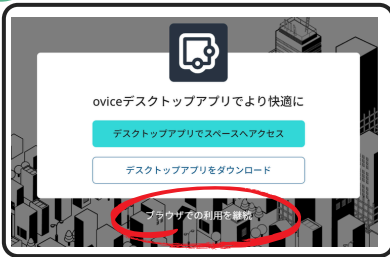 oviceデスクトップアプリでより快適に
デスクトップアプリでスペースへアクセス
デスクトップアプリをダウンロード
ブラウザでの利用を継続